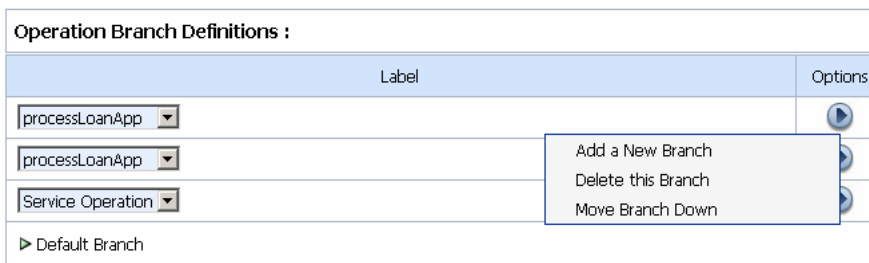 Operation Branch Definitions :
Label Options
processLoanApp
processLoanApp
Service Operation
Add a New Branch
Delete this Branch
Move Branch Down
Default Branch